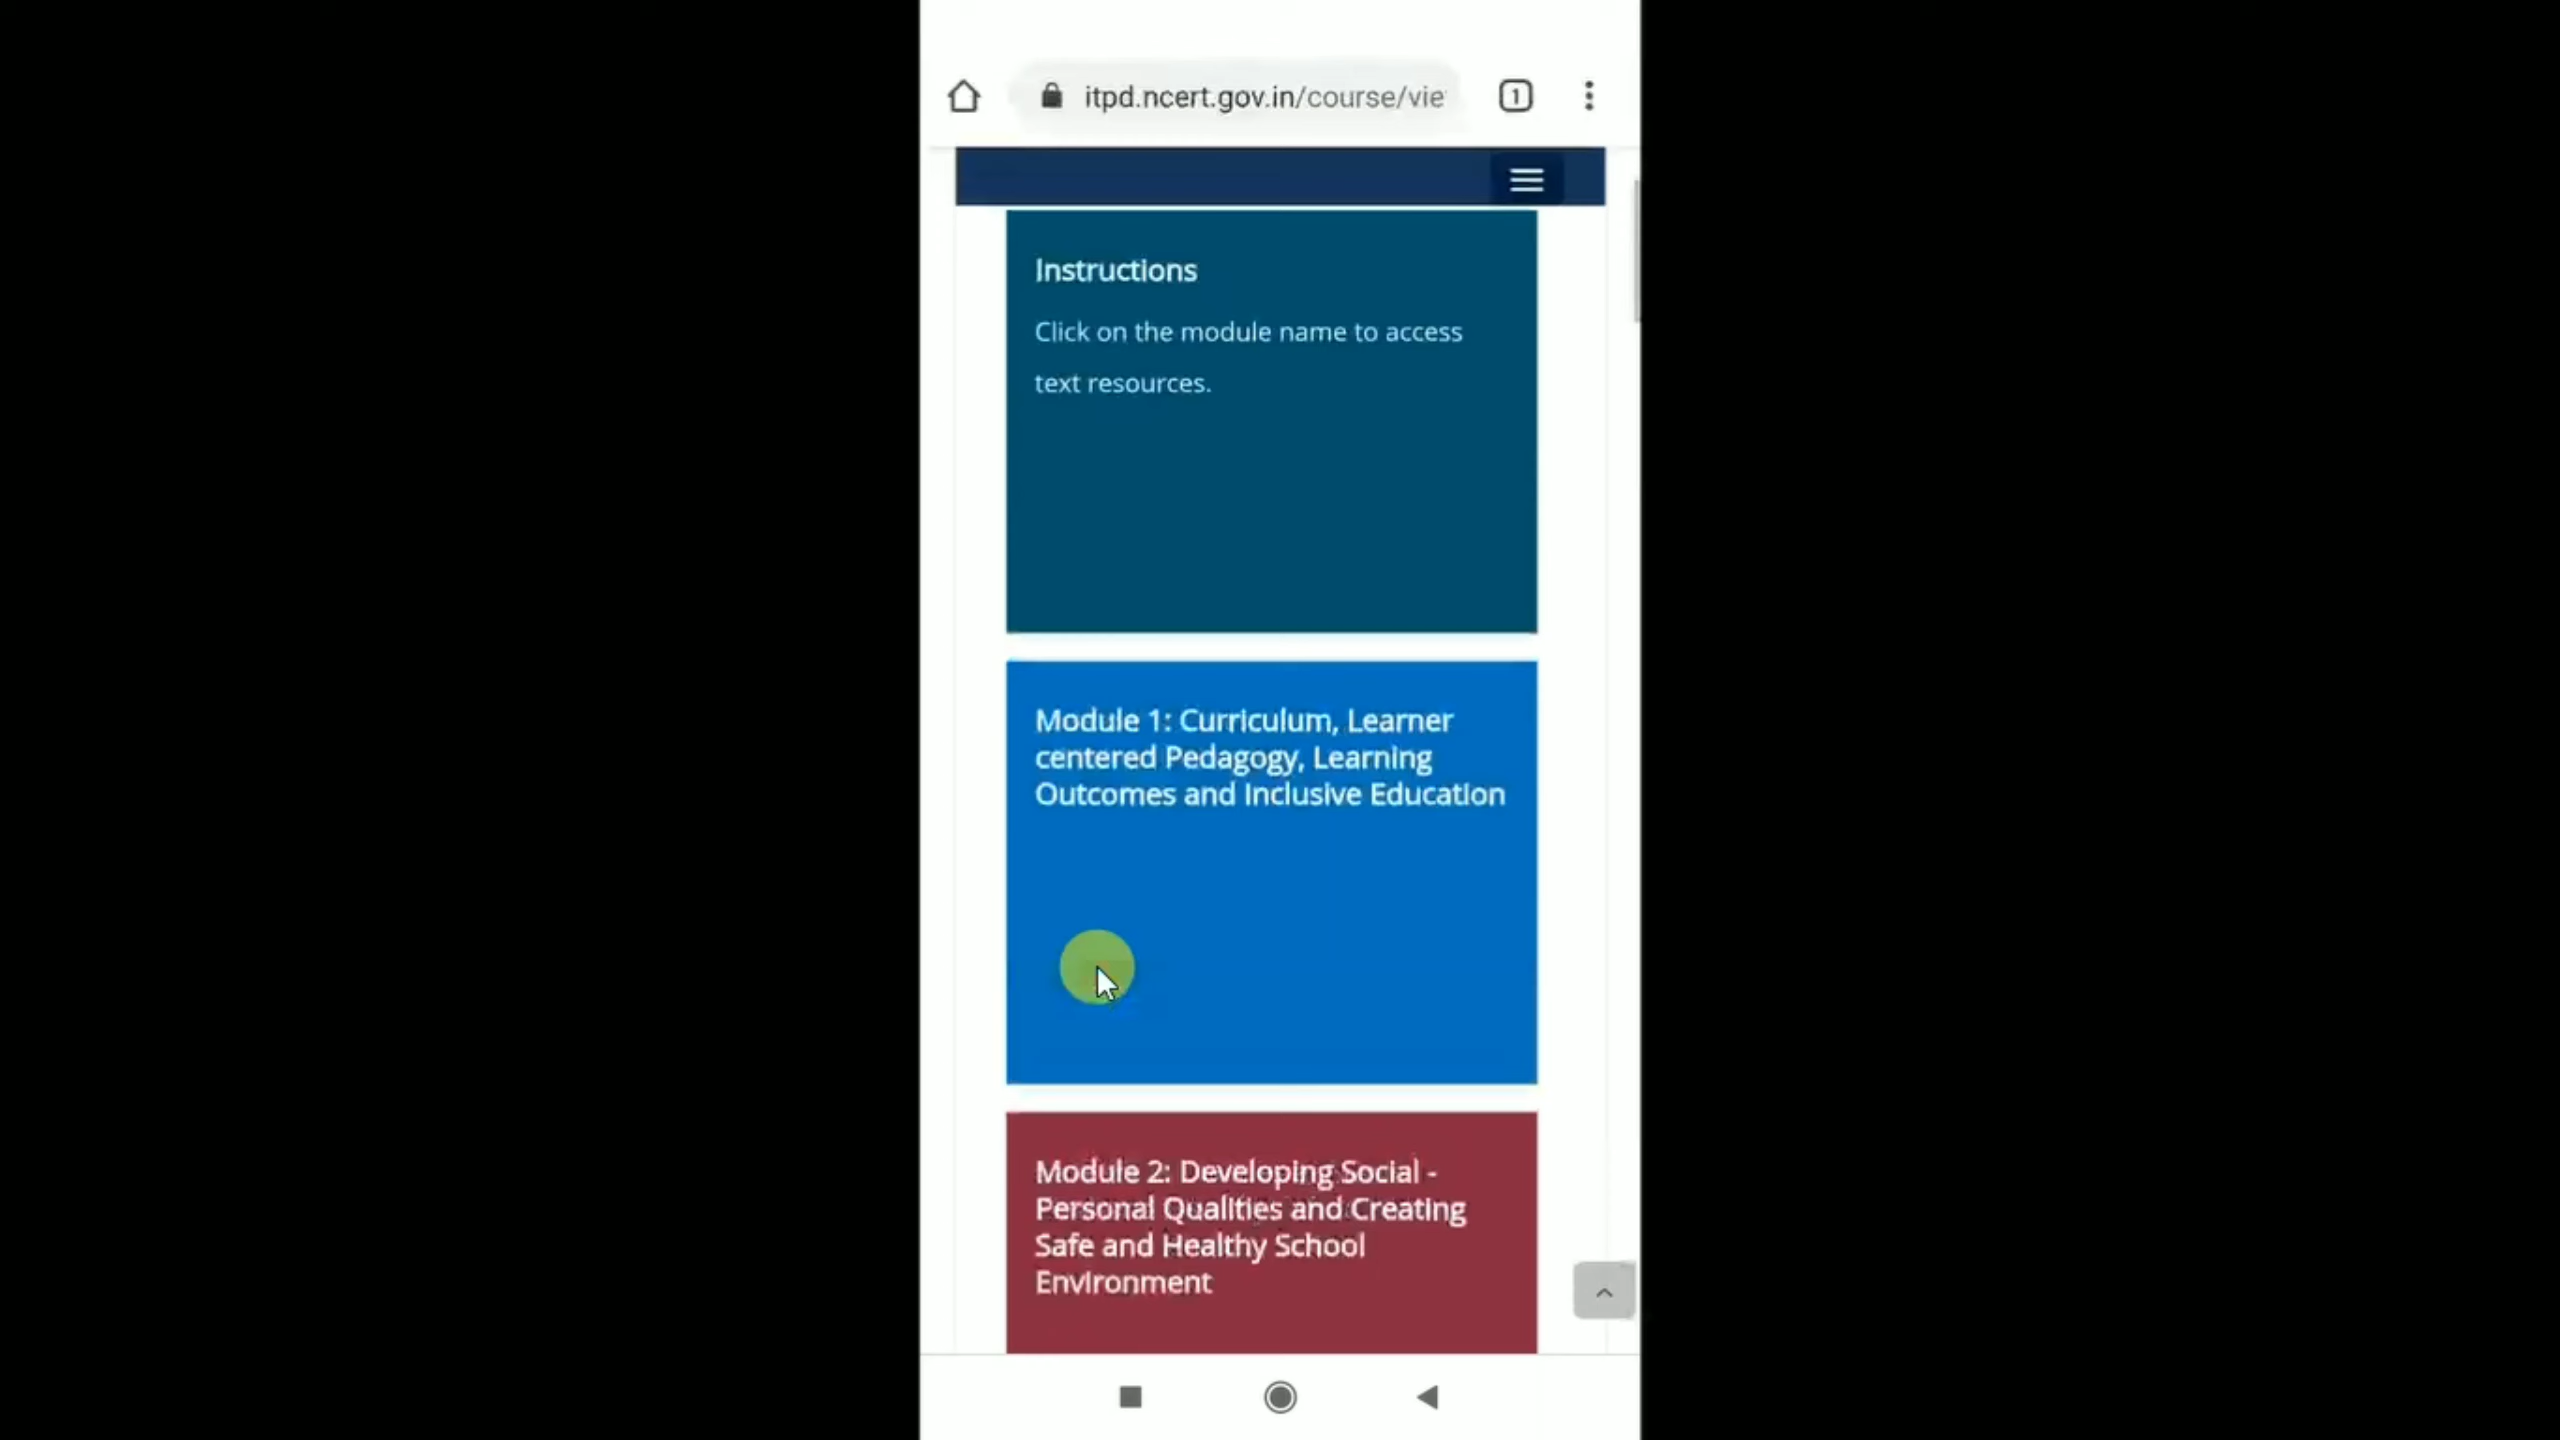 itpd.ncert.gov.in/course/vie
1
Instructions
Click on the module name to access
text resources.
Module 1: Curriculum, Learner
centered Pedagogy, Learning
Outcomes and Inclusive Education
Module 2: Developing Social -
Personal Qualities and Creating
Safe and Healthy School
Environment